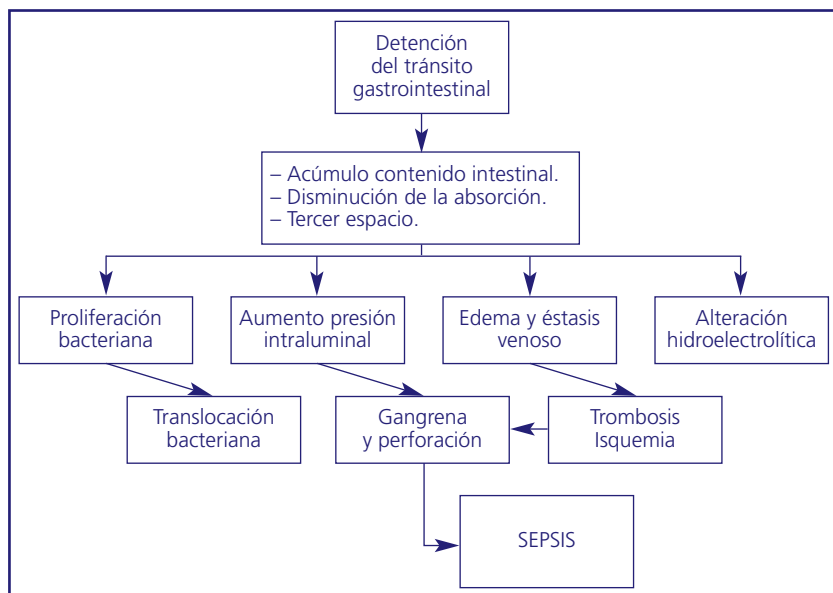 Detención
del tránsito
gastrointestinal
– Acúmulo contenido intestinal.
– Disminución de la absorción.
– Tercer espacio.
Proliferación
bacteriana
Aumento presión
intraluminal
Edema y éstasis
venoso
Alteración
hidroelectrolítica
Translocación
bacteriana
Gangrena
y perforación
Trombosis
Isquemia
SEPSIS